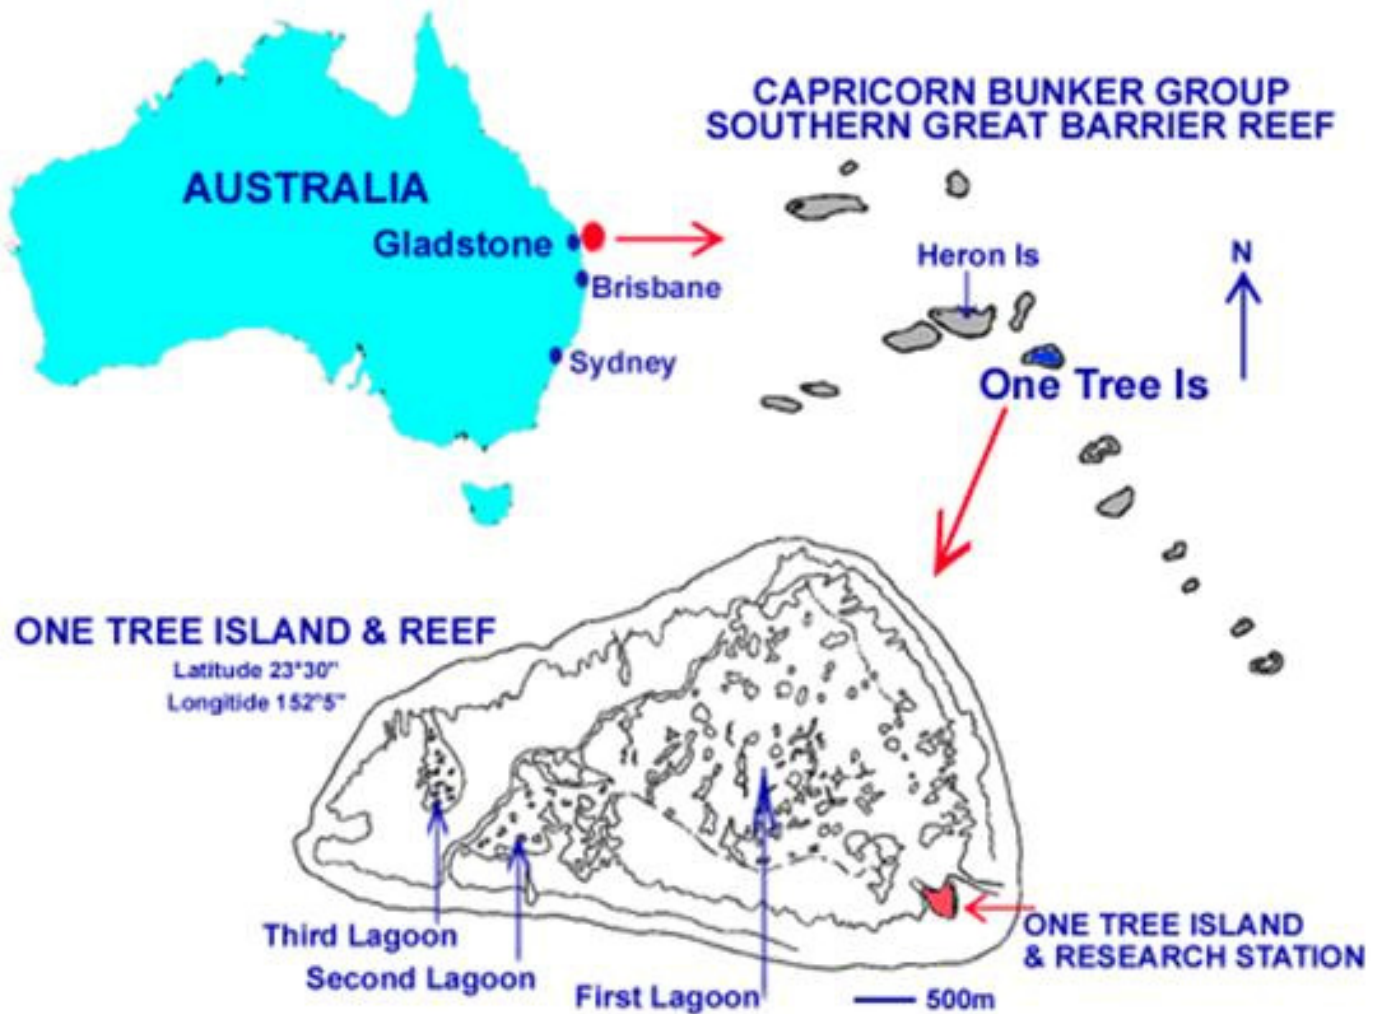 CAPRICORN BUNKER GROUP
SOUTHERN GREAT BARRIER REEF
AUSTRALIA
Gladstone
Brisbane
Sydney
Heron Is
N
One Tree Is
ONE TREE ISLAND & REEF
Latitude 23°30"
Longitide 152°5"
Third Lagoon
Second Lagoon
First Lagoon
ONE TREE ISLAND
& RESEARCH STATION
500m